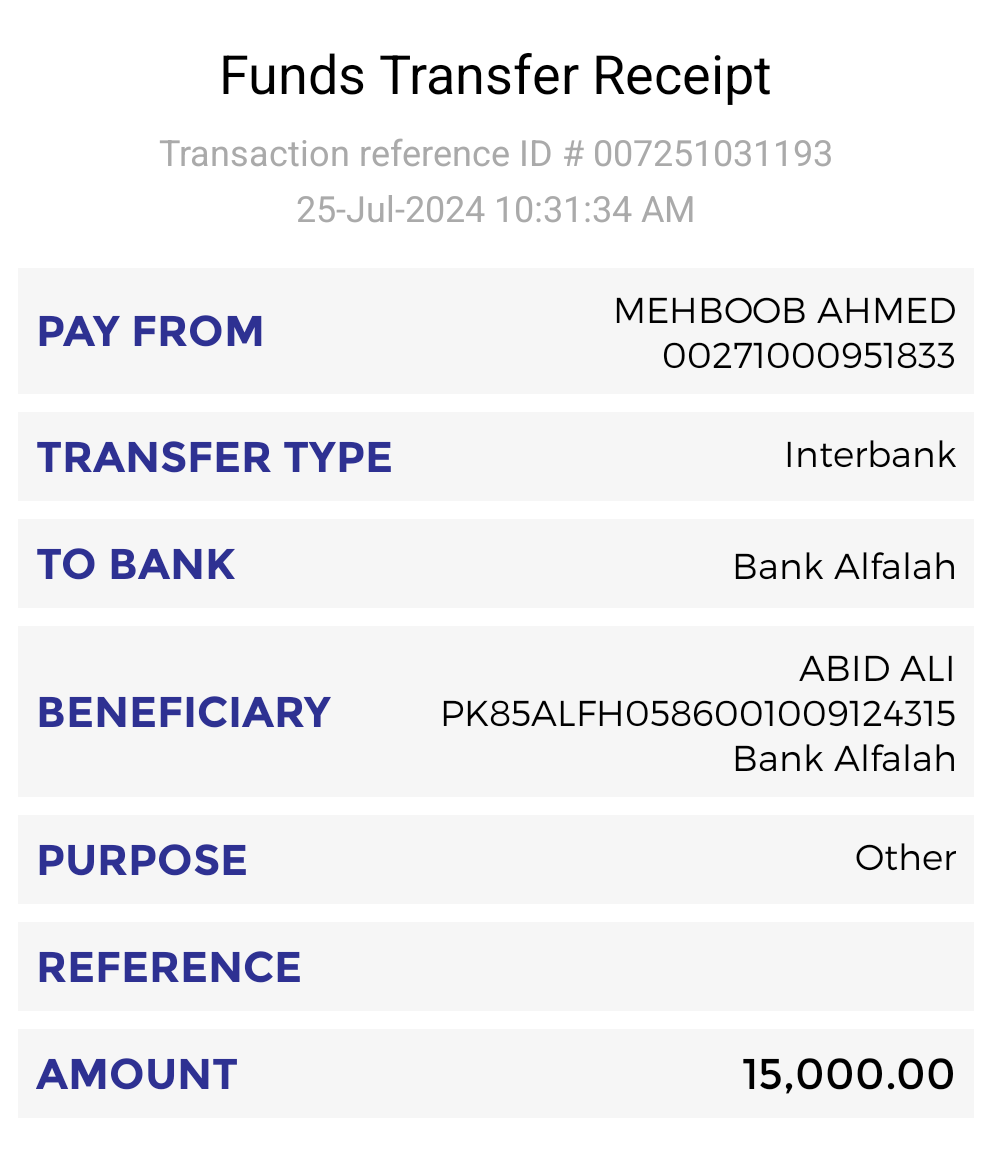 Funds Transfer Receipt
Transaction reference ID # 007251031193
25-Jul-2024 10:31:34 AM
PAY FROM
MEHBOOB AHMED
00271000951833
TRANSFER TYPE
Interbank
TO BANK
Bank Alfalah
BENEFICIARY
ABID ALI
PK85ALFH0586001009124315
Bank Alfalah
PURPOSE
Other
REFERENCE
AMOUNT
15,000.00